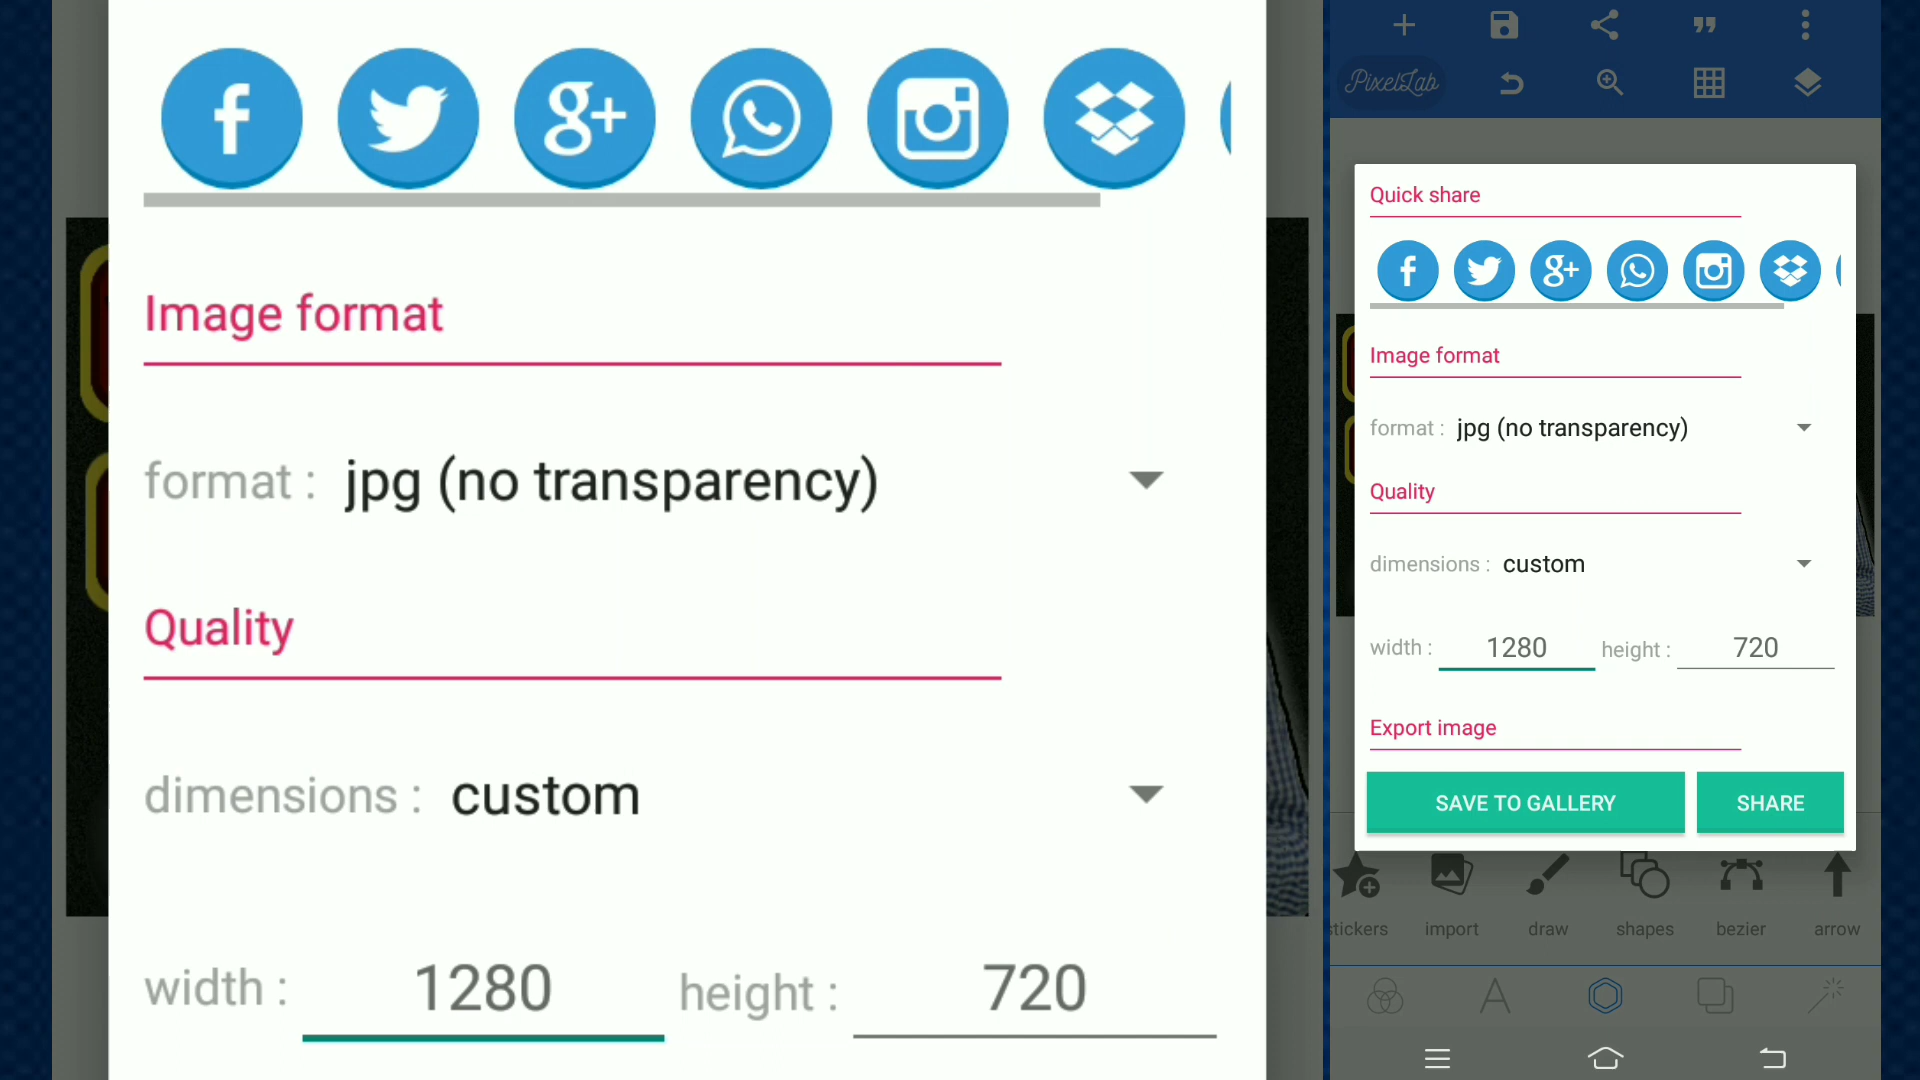 Image format
format : jpg (no transparency)
Quality
dimensions : custom
width : 1280 height : 720
PixelLab
Quick share
Image format
format : jpg (no transparency)
Quality
dimensions : custom
width : 1280 height : 720
Export image
SAVE TO GALLERY SHARE
stickers import draw shapes bezier arrow